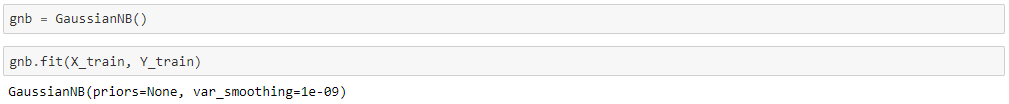 gnb = GaussianNB()
gnb.fit(X_train, Y_train)
GaussianNB(priors=None, var_smoothing=1e-09)